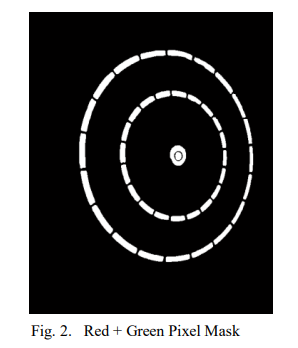 Fig. 2. Red + Green Pixel Mask